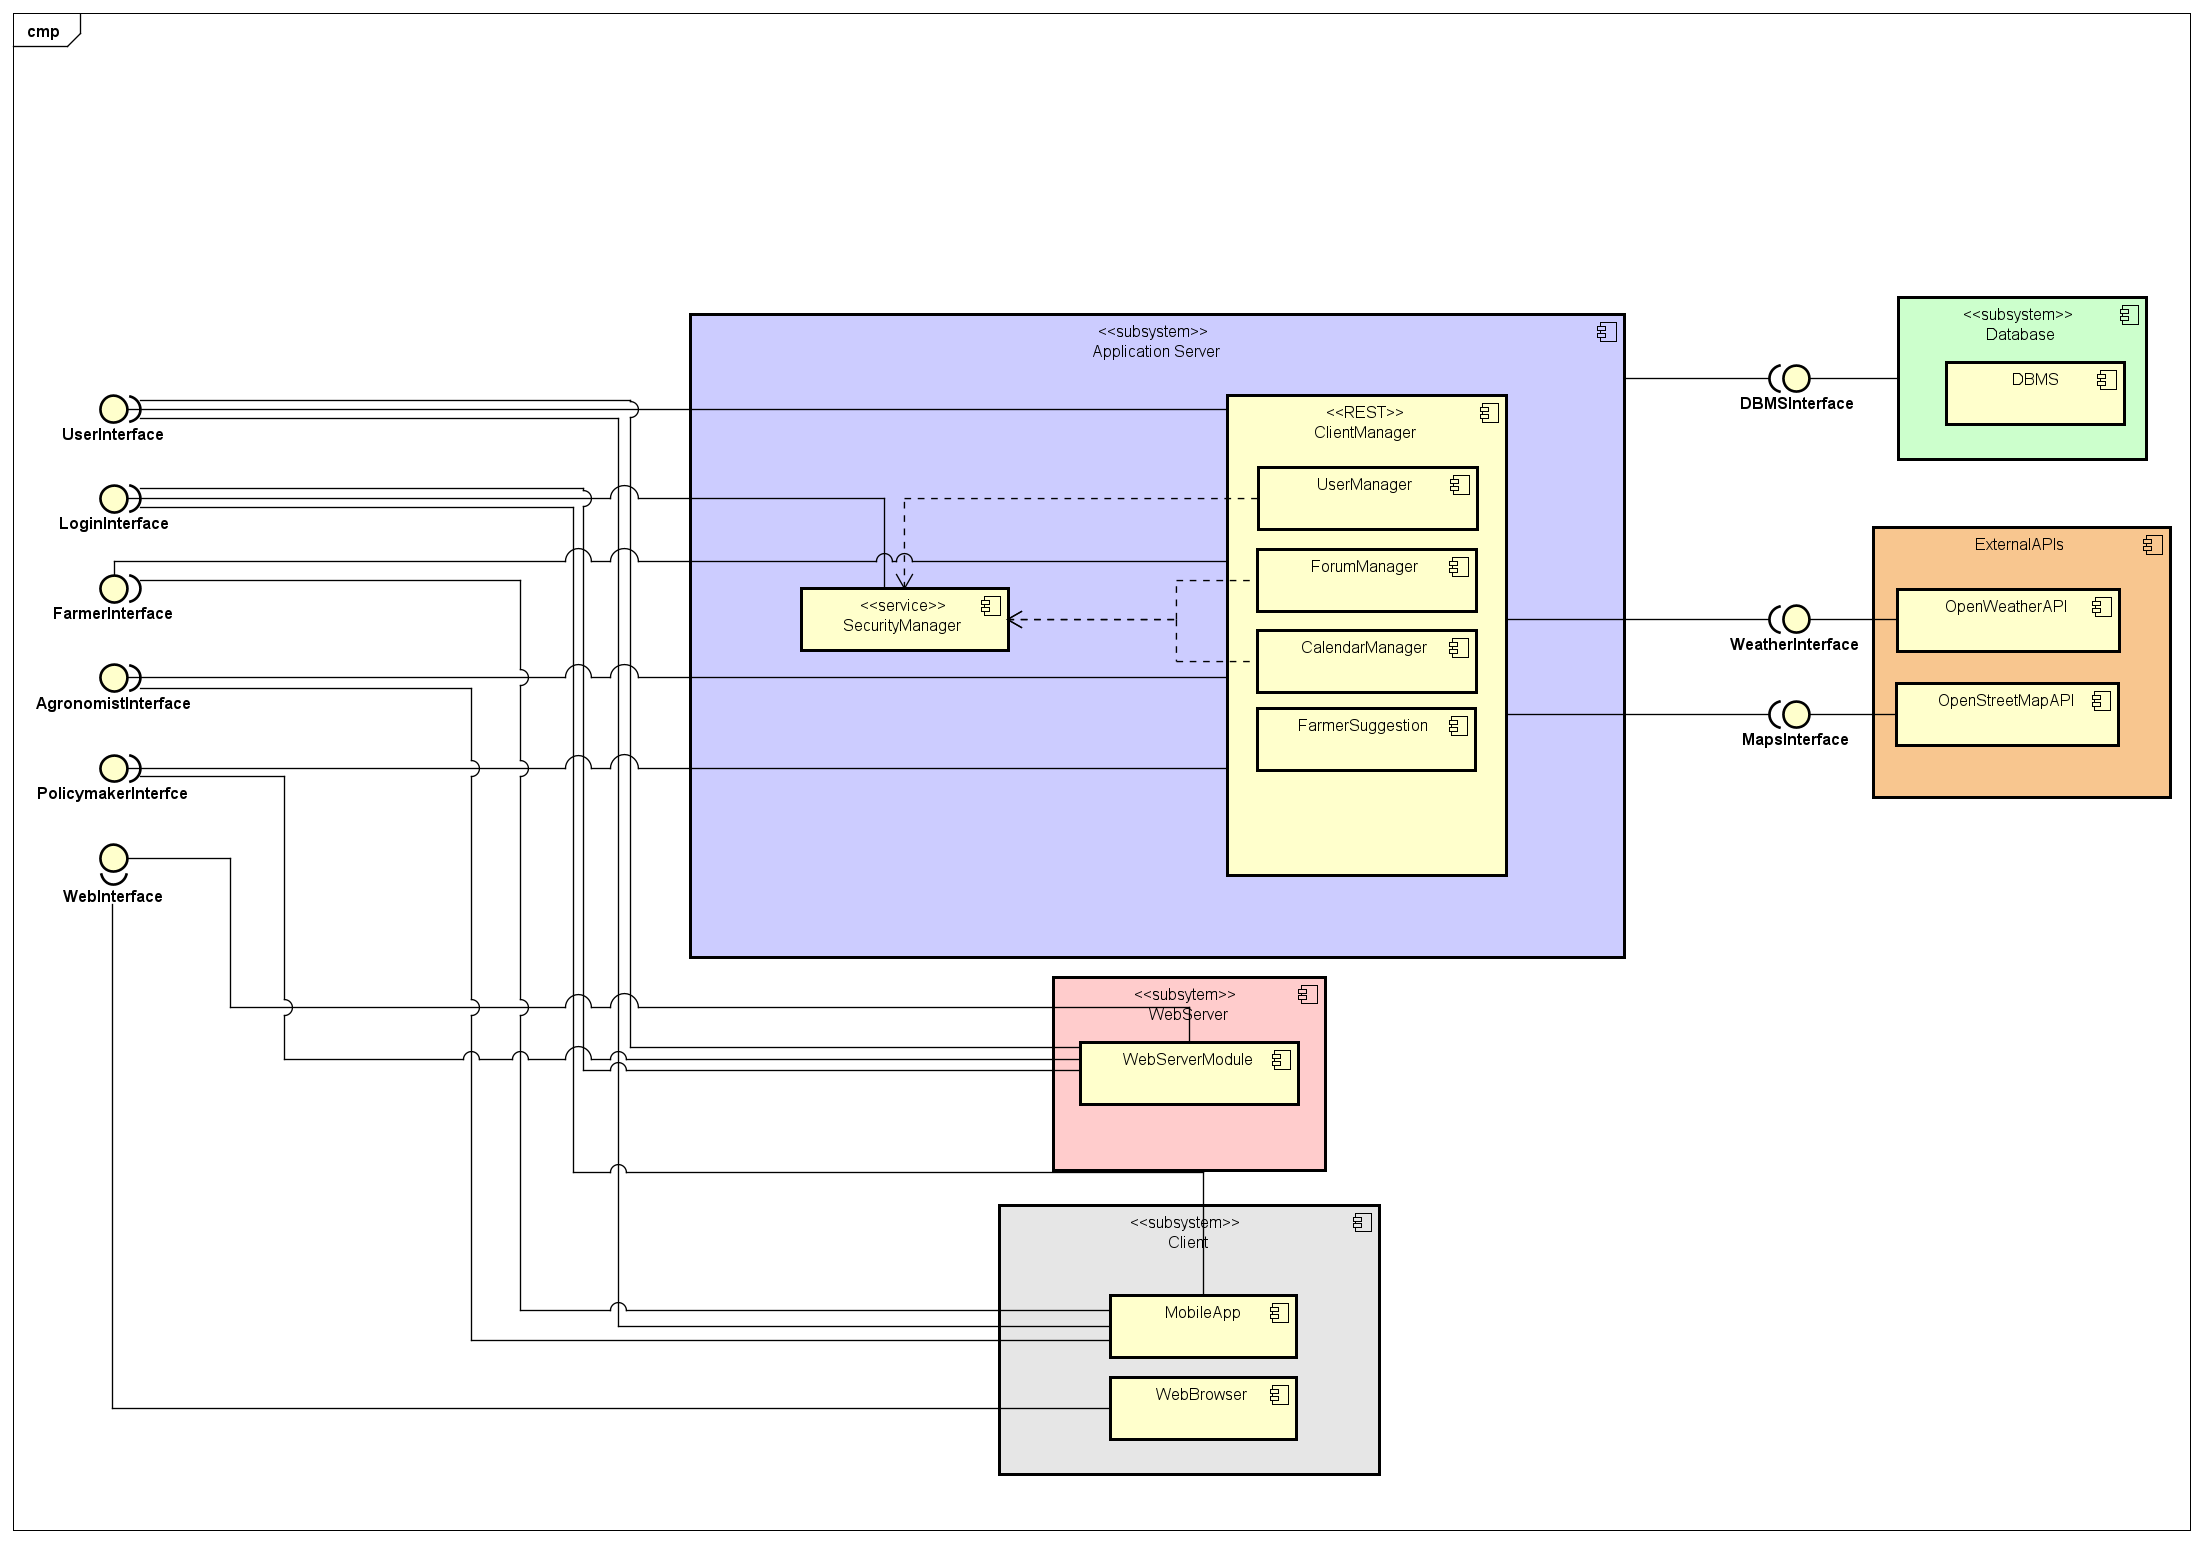 cmp
<<subsystem>>
Application Server
<<subsystem>>
Database
DBMS
DBMSInterface
UserInterface
<<REST>>
ClientManager
UserManager
LoginInterface
ForumManager
ExternalAPIs
FarmerInterface
<<service>>
SecurityManager
CalendarManager
OpenWeatherAPI
WeatherInterface
AgronomistInterface
FarmerSuggestion
OpenStreetMapAPI
MapsInterface
PolicymakerInterfce
WebInterface
<<subsytem>>
WebServer
WebServerModule
<<subsystem>>
Client
MobileApp
WebBrowser